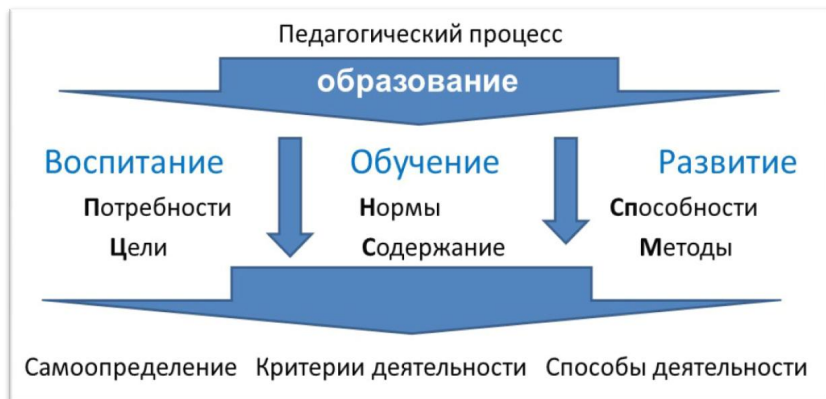 Педагогический процесс
образование
Воспитание Обучение Развитие
Потребности Нормы Способности
Цели Содержание Методы
Самоопределение Критерии деятельности Способы деятельности